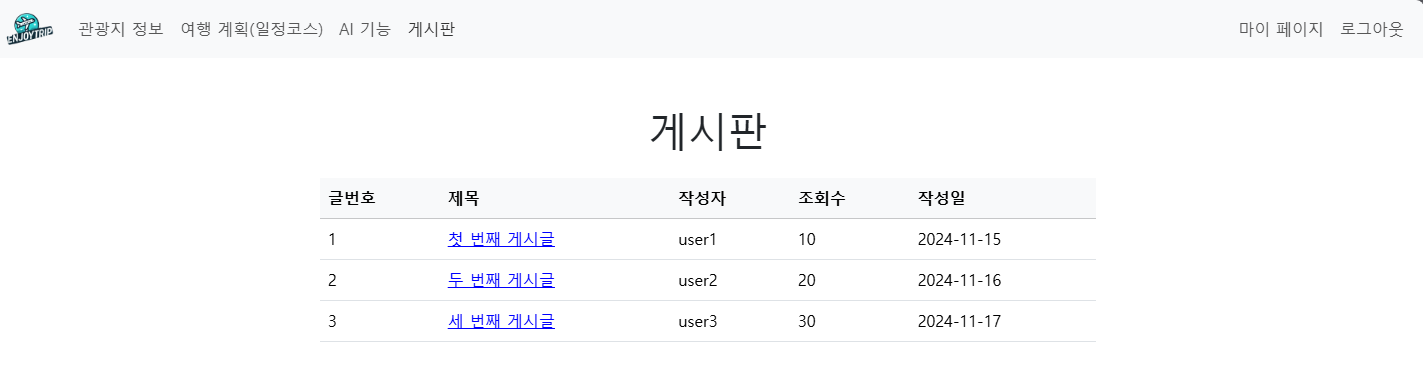 ENJOYTRIP 관광지 정보 여행 계획(일정코스) AI 기능 게시판 마이 페이지 로그아웃
게시판
글번호 제목 작성자 조회수 작성일
1 첫 번째 게시글 user1 10 2024-11-15
2 두 번째 게시글 user2 20 2024-11-16
3 세 번째 게시글 user3 30 2024-11-17